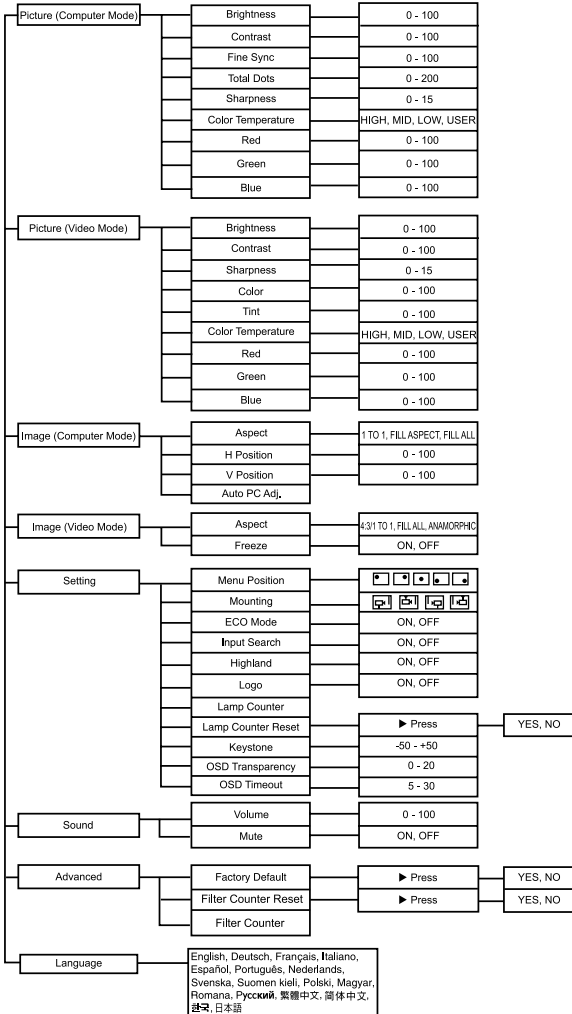 Picture (Computer Mode)
Brightness 0 - 100
Contrast 0 - 100
Fine Sync 0 - 100
Total Dots 0 - 200
Sharpness 0 - 15
Color Temperature HIGH, MID, LOW, USER
Red 0 - 100
Green 0 - 100
Blue 0 - 100
Picture (Video Mode)
Brightness 0 - 100
Contrast 0 - 100
Sharpness 0 - 15
Color 0 - 100
Tint 0 - 100
Color Temperature HIGH, MID, LOW, USER
Red 0 - 100
Green 0 - 100
Blue 0 - 100
Image (Computer Mode)
Aspect 1 TO 1, FILL ASPECT, FILL ALL
H Position 0 - 100
V Position 0 - 100
Auto PC Adj.
Image (Video Mode)
Aspect 4:3/1 TO 1, FILL ALL, ANAMORPHIC
Freeze ON, OFF
Setting
Menu Position
Mounting
ECO Mode ON, OFF
Input Search ON, OFF
Highland ON, OFF
Logo ON, OFF
Lamp Counter
Lamp Counter Reset ▶ Press YES, NO
Keystone -50 - +50
OSD Transparency 0 - 20
OSD Timeout 5 - 30
Sound
Volume 0 - 100
Mute ON, OFF
Advanced
Factory Default ▶ Press YES, NO
Filter Counter Reset ▶ Press YES, NO
Filter Counter
Language
English, Deutsch, Français, Italiano,
Español, Português, Nederlands,
Svenska, Suomen kieli, Polski, Magyar,
Romana, Русский, 繁體中文, 简体中文,
한국, 日本語